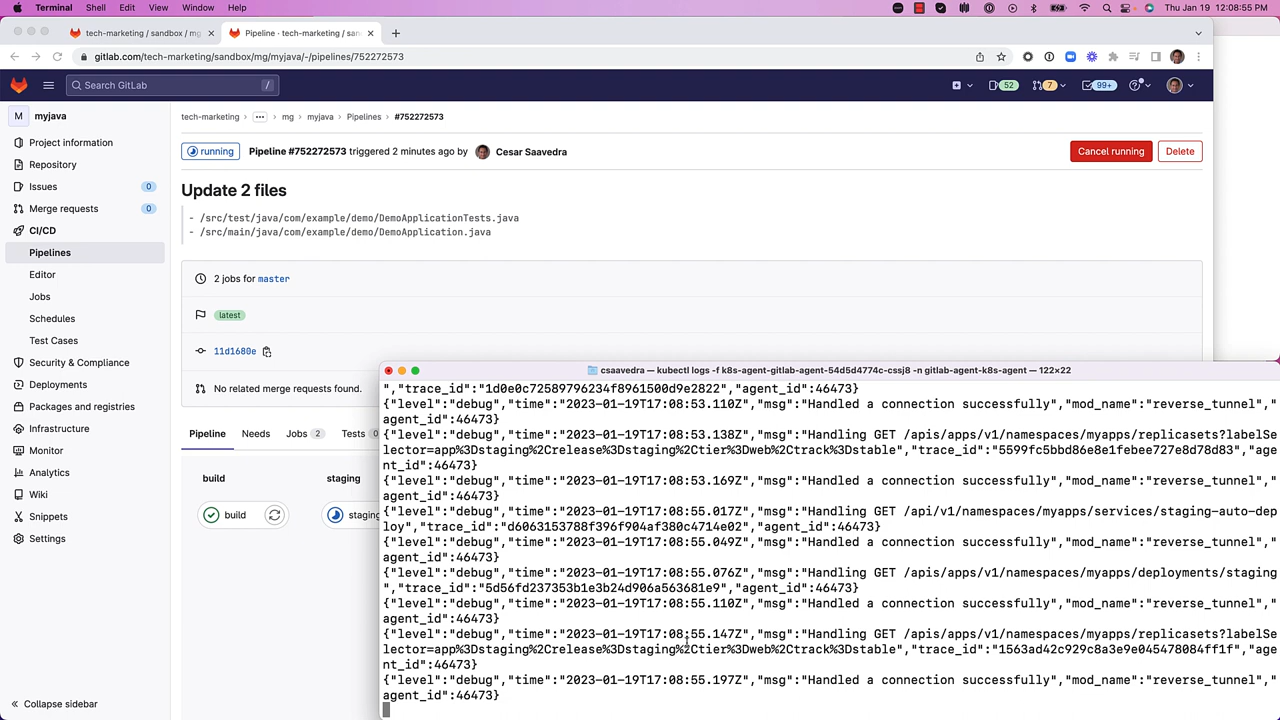 Terminal Shell Edit View Window Help Thu Jan 19 12:08:55 PM
tech-marketing / sandbox / mg Pipeline · tech-marketing / san
gitlab.com/tech-marketing/sandbox/mg/myjava/-/pipelines/752272573
Search GitLab / 52 7 99+
M myjava
Project information
Repository
Issues 0
Merge requests 0
CI/CD
Pipelines
Editor
Jobs
Schedules
Test Cases
Security & Compliance
Deployments
Packages and registries
Infrastructure
Monitor
Analytics
Wiki
Snippets
Settings
Collapse sidebar
tech-marketing › ... › mg › myjava › Pipelines › #752272573
running Pipeline #752272573 triggered 2 minutes ago by Cesar Saavedra Cancel running Delete
Update 2 files
- /src/test/java/com/example/demo/DemoApplicationTests.java
- /src/main/java/com/example/demo/DemoApplication.java
2 jobs for master
latest
11d1680e
No related merge requests found.
Pipeline Needs Jobs 2 Tests 0
build staging
build staging
csaavedra — kubectl logs -f k8s-agent-gitlab-agent-54d5d4774c-cssj8 -n gitlab-agent-k8s-agent — 122×22
","trace_id":"1d0e0c72589796234f8961500d9e2822","agent_id":46473}
{"level":"debug","time":"2023-01-19T17:08:53.110Z","msg":"Handled a connection successfully","mod_name":"reverse_tunnel","
agent_id":46473}
{"level":"debug","time":"2023-01-19T17:08:53.138Z","msg":"Handling GET /apis/apps/v1/namespaces/myapps/replicasets?labelSe
lector=app%3Dstaging%2Crelease%3Dstaging%2Ctier%3Dweb%2Ctrack%3Dstable","trace_id":"5599fc5bbd86e8e1febee727e8d78d83","age
nt_id":46473}
{"level":"debug","time":"2023-01-19T17:08:53.169Z","msg":"Handled a connection successfully","mod_name":"reverse_tunnel","
agent_id":46473}
{"level":"debug","time":"2023-01-19T17:08:55.017Z","msg":"Handling GET /api/v1/namespaces/myapps/services/staging-auto-dep
loy","trace_id":"d6063153788f396f904af380c4714e02","agent_id":46473}
{"level":"debug","time":"2023-01-19T17:08:55.049Z","msg":"Handled a connection successfully","mod_name":"reverse_tunnel","
agent_id":46473}
{"level":"debug","time":"2023-01-19T17:08:55.076Z","msg":"Handling GET /apis/apps/v1/namespaces/myapps/deployments/staging
","trace_id":"5d56fd237353b1e3b24d906a563681e9","agent_id":46473}
{"level":"debug","time":"2023-01-19T17:08:55.110Z","msg":"Handled a connection successfully","mod_name":"reverse_tunnel","
agent_id":46473}
{"level":"debug","time":"2023-01-19T17:08:55.147Z","msg":"Handling GET /apis/apps/v1/namespaces/myapps/replicasets?labelSe
lector=app%3Dstaging%2Crelease%3Dstaging%2Ctier%3Dweb%2Ctrack%3Dstable","trace_id":"1563ad42c929c8a3e9e045478084ff1f","age
nt_id":46473}
{"level":"debug","time":"2023-01-19T17:08:55.197Z","msg":"Handled a connection successfully","mod_name":"reverse_tunnel","
agent_id":46473}